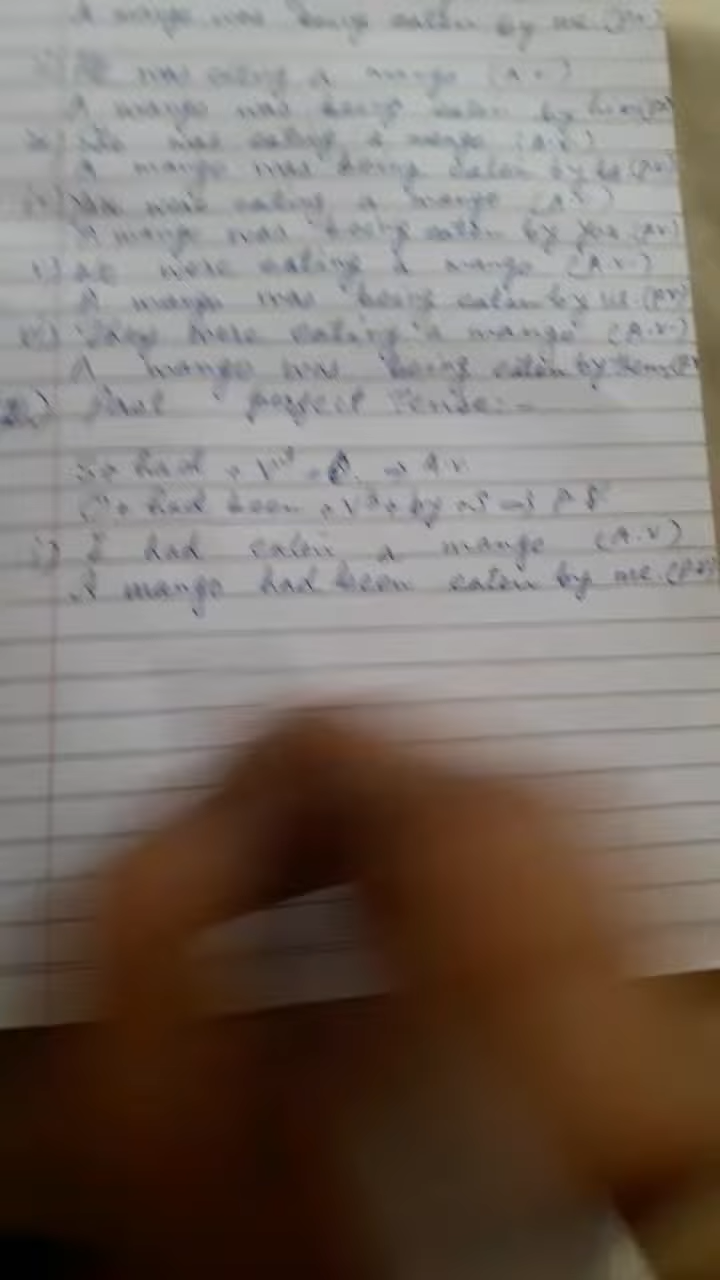 A mango was being eaten by me. (P.V)
He was eating a mango (A.V)
A mango was being eaten by him (P.V)
was eating a mango (A.V)
A mango was being eaten by
You were eating a mango (A.V)
A mango was being eaten by you (P.V)
v) we were eating a mango (A.V)
A mango was being eaten by us. (P.V)
vi) They were eating a mango (A.V)
A mango was being eaten by them (P.V
Past perfect Tense:-
S + had + V + O. → A.V.
O + had been + V³ + by + S →
i) I had eaten a mango (A.V)
A mango had been eaten by me. (P.V)